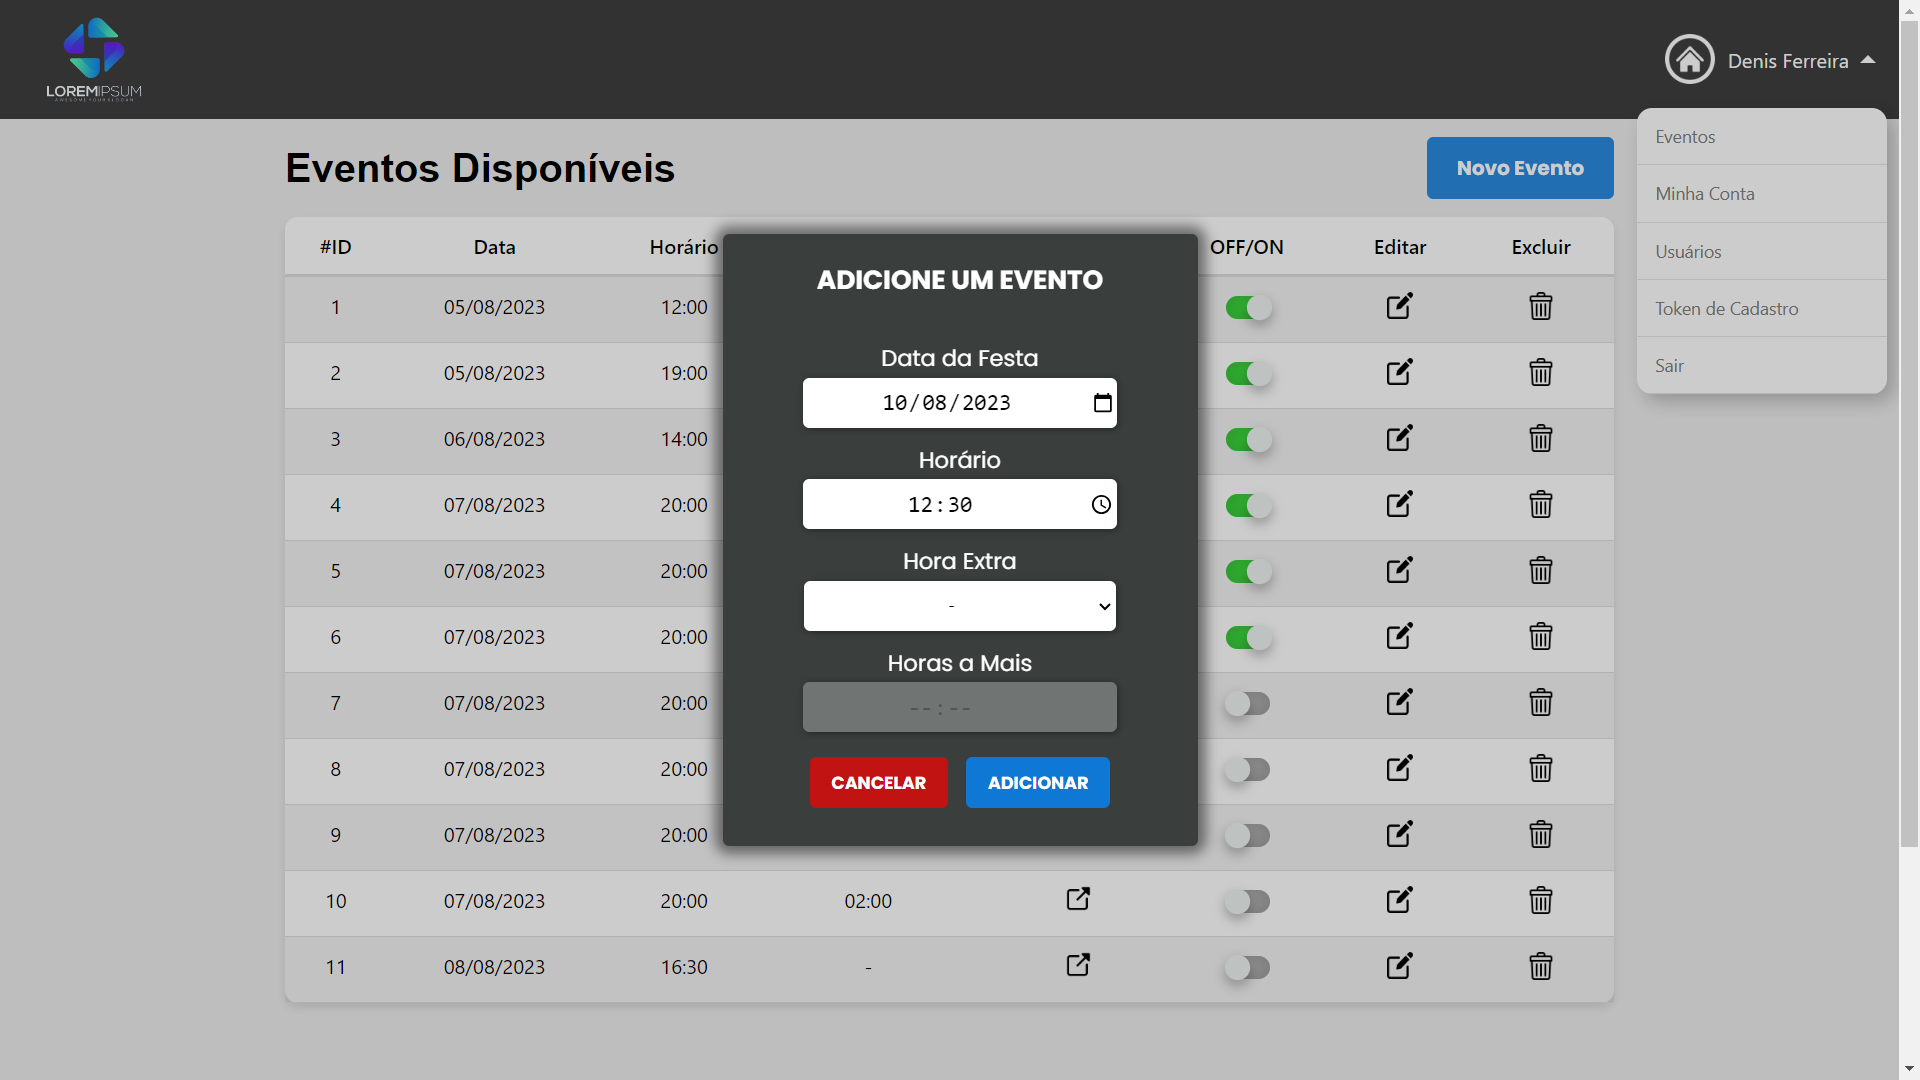 LOREMIPSUM
Denis Ferreira
Eventos
Minha Conta
Usuários
Token de Cadastro
Sair
Eventos Disponíveis
Novo Evento
#ID Data Horário OFF/ON Editar Excluir
1 05/08/2023 12:00
2 05/08/2023 19:00
3 06/08/2023 14:00
4 07/08/2023 20:00
5 07/08/2023 20:00
6 07/08/2023 20:00
7 07/08/2023 20:00
8 07/08/2023 20:00
9 07/08/2023 20:00
10 07/08/2023 20:00 02:00
11 08/08/2023 16:30 -
ADICIONE UM EVENTO
Data da Festa
10/08/2023
Horário
12:30
Hora Extra
-
Horas a Mais
--:--
CANCELAR ADICIONAR